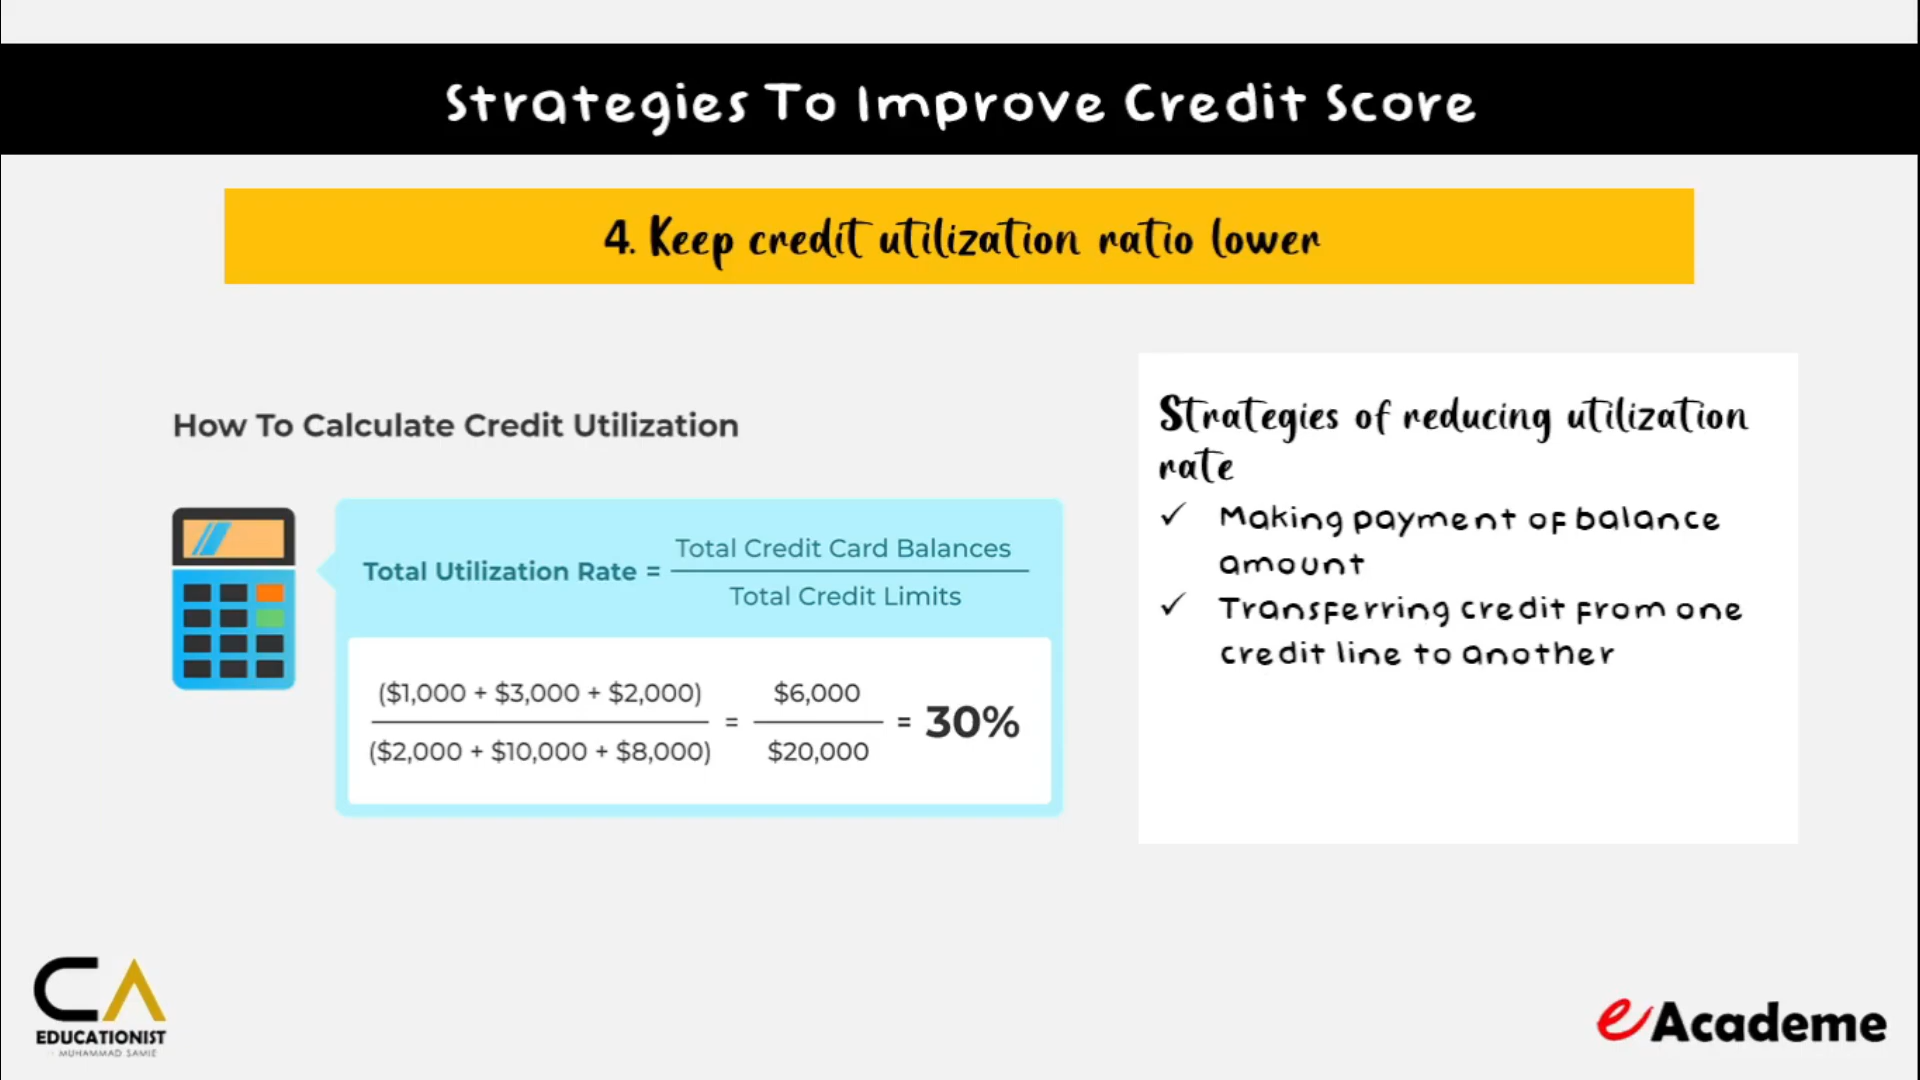 Strategies To Improve Credit Score
4. Keep credit utilization ratio lower
How To Calculate Credit Utilization
Total Utilization Rate = Total Credit Card Balances
Total Credit Limits
($1,000 + $3,000 + $2,000)
($2,000 + $10,000 + $8,000)
=
$6,000
$20,000
= 30%
Strategies of reducing utilization
rate
✓ Making payment of balance
amount
✓ Transferring credit from one
credit line to another
CA
EDUCATIONIST
MUHAMMAD SAMIE
eAcademe